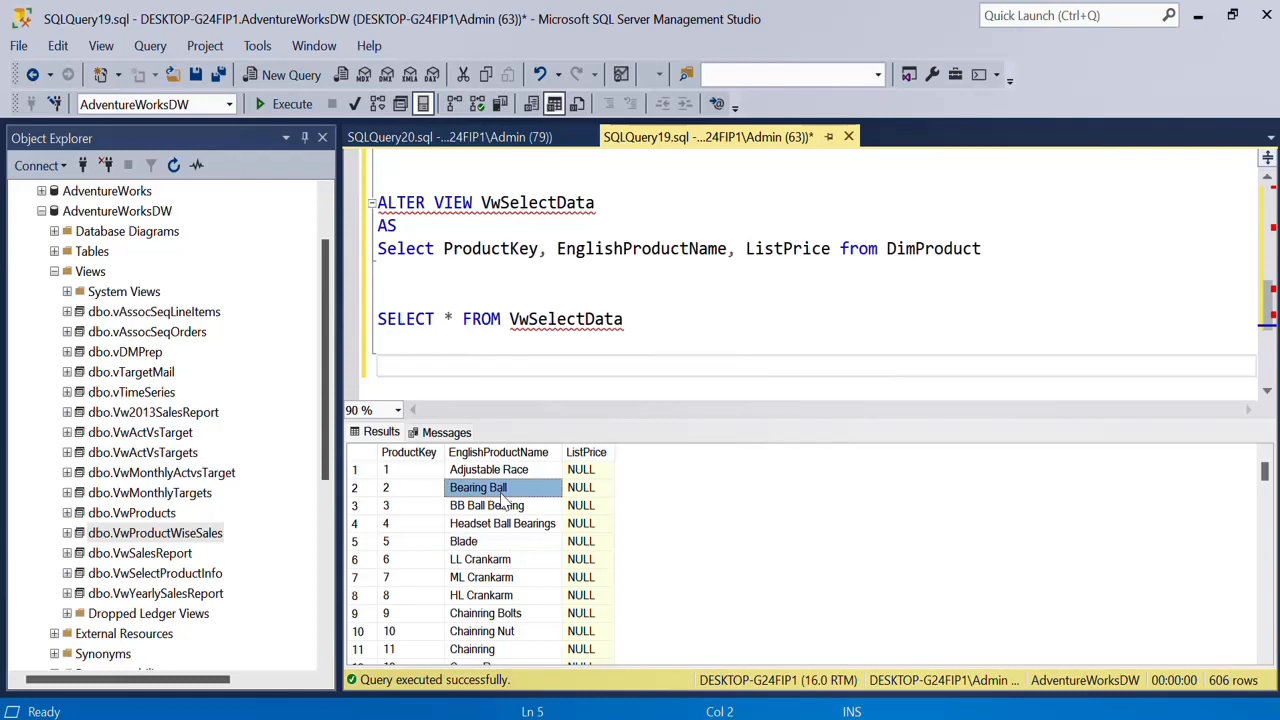 SQLQuery19.sql - DESKTOP-G24FIP1.AdventureWorksDW (DESKTOP-G24FIP1\Admin (63))* - Microsoft SQL Server Management Studio
Quick Launch (Ctrl+Q)
File Edit View Query Project Tools Window Help
New Query
AdventureWorksDW Execute
Object Explorer
SQLQuery20.sql -...24FIP1\Admin (79))
SQLQuery19.sql -...24FIP1\Admin (63))*
Connect
AdventureWorks
AdventureWorksDW
Database Diagrams
Tables
Views
System Views
dbo.vAssocSeqLineItems
dbo.vAssocSeqOrders
dbo.vDMPrep
dbo.vTargetMail
dbo.vTimeSeries
dbo.Vw2013SalesReport
dbo.VwActVsTarget
dbo.VwActVsTargets
dbo.VwMonthlyActvsTarget
dbo.VwMonthlyTargets
dbo.VwProducts
dbo.VwProductWiseSales
dbo.VwSalesReport
dbo.VwSelectProductInfo
dbo.VwYearlySalesReport
Dropped Ledger Views
External Resources
Synonyms
ALTER VIEW VwSelectData
AS
Select ProductKey, EnglishProductName, ListPrice from DimProduct
SELECT * FROM VwSelectData
90 %
Results Messages
ProductKey EnglishProductName ListPrice
1 1 Adjustable Race NULL
2 2 Bearing Ball NULL
3 3 BB Ball Bearing NULL
4 4 Headset Ball Bearings NULL
5 5 Blade NULL
6 6 LL Crankarm NULL
7 7 ML Crankarm NULL
8 8 HL Crankarm NULL
9 9 Chainring Bolts NULL
10 10 Chainring Nut NULL
11 11 Chainring NULL
Query executed successfully. DESKTOP-G24FIP1 (16.0 RTM) DESKTOP-G24FIP1\Admin ... AdventureWorksDW 00:00:00 606 rows
Ready Ln 5 Col 2 INS